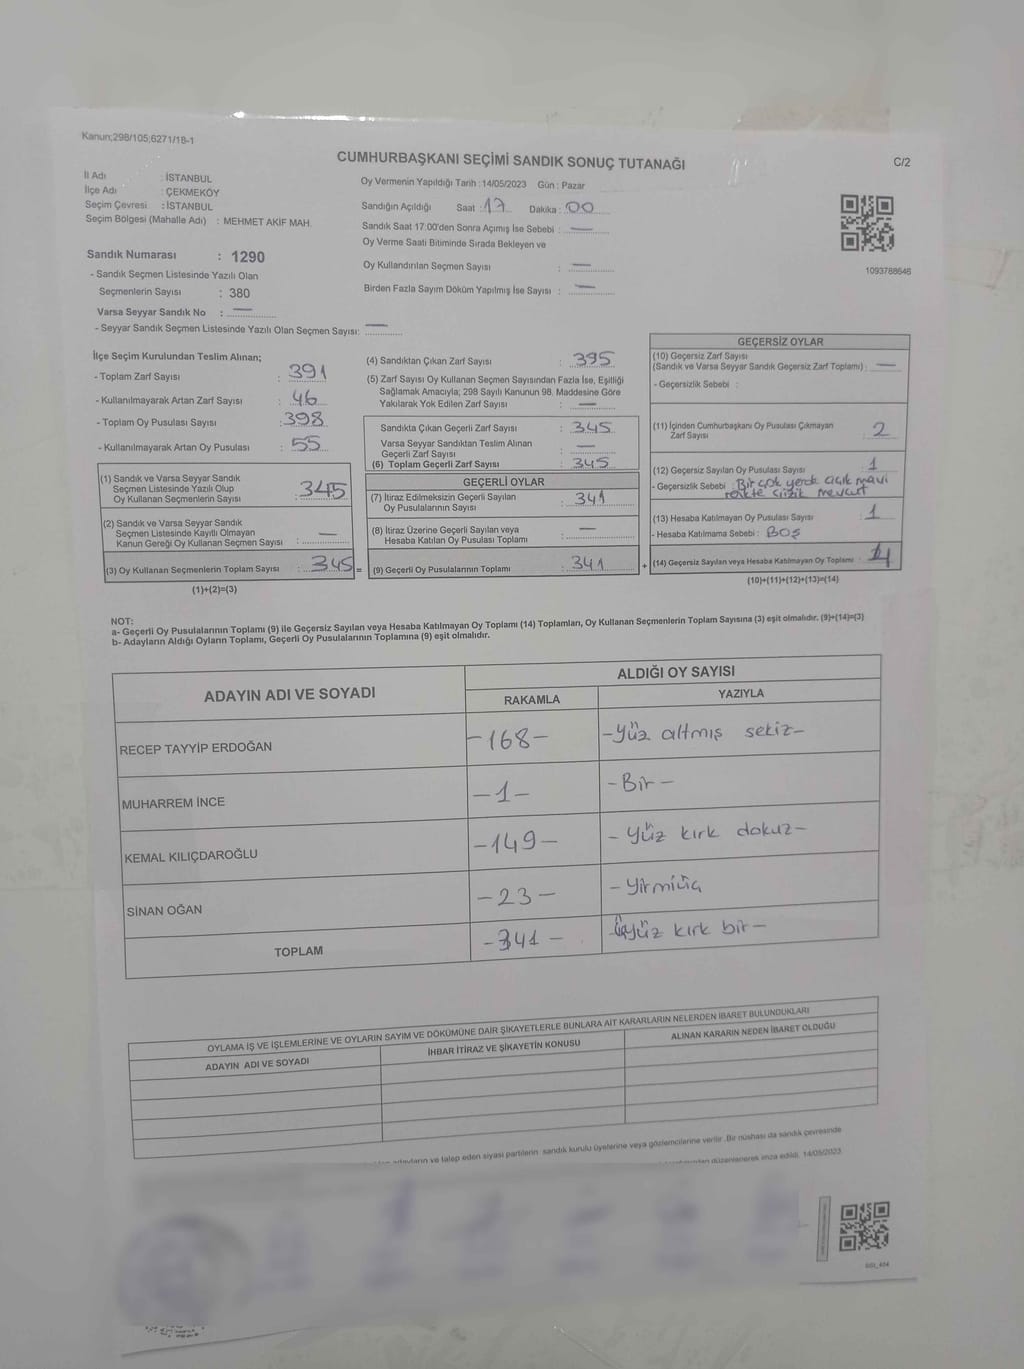 Kanun;298/105;6271/18-1
CUMHURBAŞKANI SEÇİMİ SANDIK SONUÇ TUTANAĞI
C/2
İl Adı : İSTANBUL
İlçe Adı : ÇEKMEKÖY
Seçim Çevresi : İSTANBUL
Seçim Bölgesi (Mahalle Adı) : MEHMET AKİF MAH.
Oy Vermenin Yapıldığı Tarih : 14/05/2023 Gün : Pazar
Sandığın Açıldığı Saat : 17 Dakika : 00
Sandık Saat 17:00'den Sonra Açımış İse Sebebi : —
Oy Verme Saati Bitiminde Sırada Bekleyen ve
Oy Kullandırılan Seçmen Sayısı : —
Birden Fazla Sayım Döküm Yapılmış İse Sayısı : —
1093788646
Sandık Numarası : 1290
- Sandık Seçmen Listesinde Yazılı Olan
Seçmenlerin Sayısı : 380
Varsa Seyyar Sandık No : —
- Seyyar Sandık Seçmen Listesinde Yazılı Olan Seçmen Sayısı: —
İlçe Seçim Kurulundan Teslim Alınan;
- Toplam Zarf Sayısı : 391
- Kullanılmayarak Artan Zarf Sayısı : 46
- Toplam Oy Pusulası Sayısı : 398
- Kullanılmayarak Artan Oy Pusulası : 55
(1) Sandık ve Varsa Seyyar Sandık
Seçmen Listesinde Yazılı Olup
Oy Kullanan Seçmenlerin Sayısı : 345
(2) Sandık ve Varsa Seyyar Sandık
Seçmen Listesinde Kayıtlı Olmayan
Kanun Gereği Oy Kullanan Seçmen Sayısı : —
(3) Oy Kullanan Seçmenlerin Toplam Sayısı : 345 =
(1)+(2)=(3)
(4) Sandıktan Çıkan Zarf Sayısı : 395
(5) Zarf Sayısı Oy Kullanan Seçmen Sayısından Fazla İse, Eşitliği
Sağlamak Amacıyla; 298 Sayılı Kanunun 98. Maddesine Göre
Yakılarak Yok Edilen Zarf Sayısı : —
Sandıkta Çıkan Geçerli Zarf Sayısı : 345
Varsa Seyyar Sandıktan Teslim Alınan
Geçerli Zarf Sayısı : —
(6) Toplam Geçerli Zarf Sayısı : 345
GEÇERLİ OYLAR
(7) İtiraz Edilmeksizin Geçerli Sayılan
Oy Pusulalarının Sayısı : 341
(8) İtiraz Üzerine Geçerli Sayılan veya
Hesaba Katılan Oy Pusulası Toplamı : —
(9) Geçerli Oy Pusulalarının Toplamı : 341 +
GEÇERSİZ OYLAR
(10) Geçersiz Zarf Sayısı
(Sandık ve Varsa Seyyar Sandık Geçersiz Zarf Toplamı) : —
- Geçersizlik Sebebi :
(11) İçinden Cumhurbaşkanı Oy Pusulası Çıkmayan
Zarf Sayısı : 2
(12) Geçersiz Sayılan Oy Pusulası Sayısı : 1
- Geçersizlik Sebebi : Bir çok yerde açık mavi
renkte çizik mevcut
(13) Hesaba Katılmayan Oy Pusulası Sayısı : 1
- Hesaba Katılmama Sebebi : BOŞ
(14) Geçersiz Sayılan veya Hesaba Katılmayan Oy Toplamı : 4
(10)+(11)+(12)+(13)=(14)
NOT:
a- Geçerli Oy Pusulalarının Toplamı (9) ile Geçersiz Sayılan veya Hesaba Katılmayan Oy Toplamı (14) Toplamları, Oy Kullanan Seçmenlerin Toplam Sayısına (3) eşit olmalıdır. (9)+(14)=(3)
b- Adayların Aldığı Oyların Toplamı, Geçerli Oy Pusulalarının Toplamına (9) eşit olmalıdır.
ADAYIN ADI VE SOYADI
ALDIĞI OY SAYISI
RAKAMLA YAZIYLA
RECEP TAYYİP ERDOĞAN -168- -Yüz altmış sekiz-
MUHARREM İNCE -1- -Bir-
KEMAL KILIÇDAROĞLU -149- -Yüz kırk dokuz-
SİNAN OĞAN -23- -Yirmiüç
TOPLAM -341- -üçyüz kırk bir-
OYLAMA İŞ VE İŞLEMLERİNE VE OYLARIN SAYIM VE DÖKÜMÜNE DAİR ŞİKAYETLERLE BUNLARA AİT KARARLARIN NELERDEN İBARET BULUNDUKLARI
ADAYIN ADI VE SOYADI İHBAR İTİRAZ VE ŞİKAYETİN KONUSU ALINAN KARARIN NEDEN İBARET OLDUĞU
adayların ve talep eden siyasi partilerin sandık kurulu üyelerine veya gözlemcilerine verilir. Bir nüshası da sandık çevresinde
düzenlenerek imza edildi. 14/05/2023